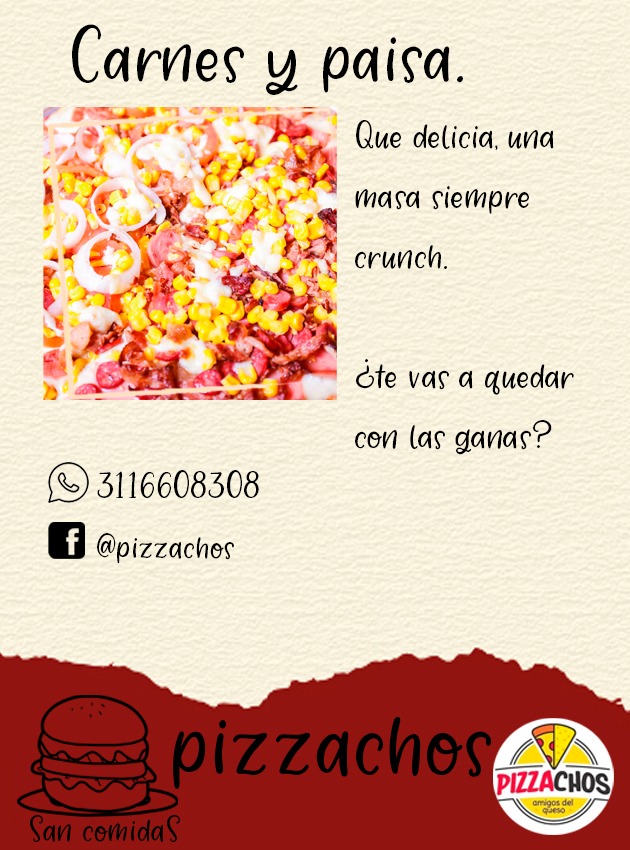 Carnes y paisa.
Que delicia, una
masa siempre
crunch.
¿te vas a quedar
con las ganas?
3116608308
@pizzachos
pizzachos
PIZZACHOS
amigos del
queso
San comidaS